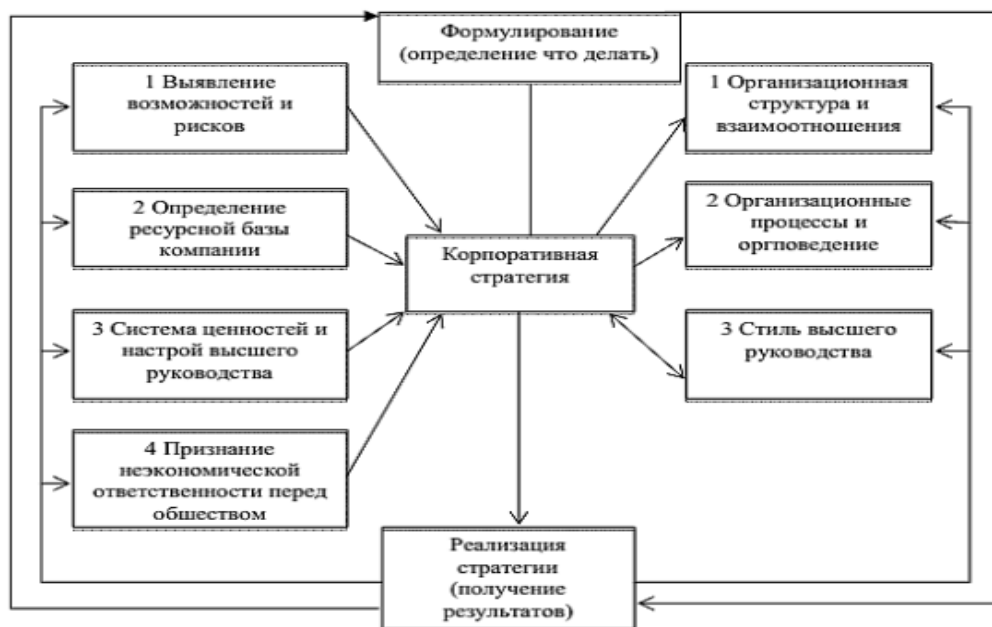 Формулирование
(определение что делать)
1 Выявление
возможностей и
рисков
2 Определение
ресурсной базы
компании
3 Система ценностей и
настрой высшего
руководства
4 Признание
неэкономической
ответственности перед
обшеством
Корпоративная
стратегия
1 Организационная
структура и
взаимоотношения
2 Организационные
процессы и
оргповедение
3 Стиль высшего
руководства
Реализация
стратегии
(получение
результатов)